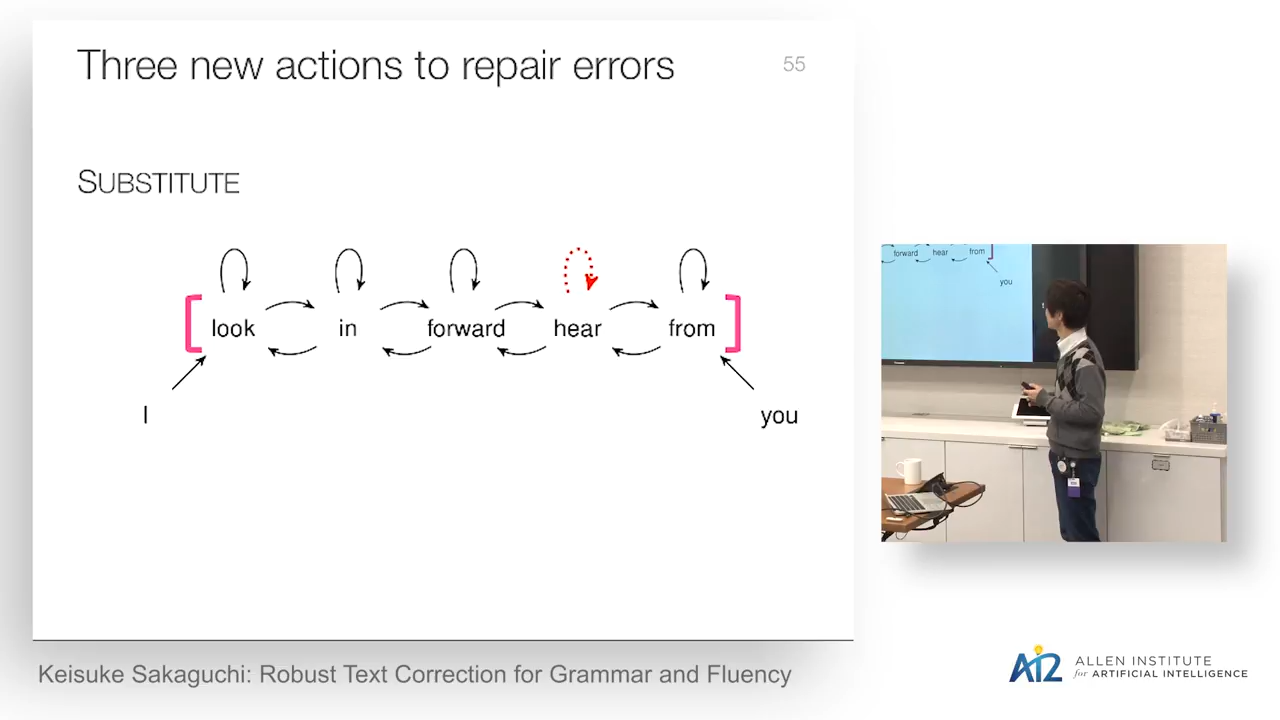 Three new actions to repair errors
55
SUBSTITUTE
look in forward hear from
I
you
forward hear from
you
Keisuke Sakaguchi: Robust Text Correction for Grammar and Fluency
AI2
ALLEN INSTITUTE
for ARTIFICIAL INTELLIGENCE